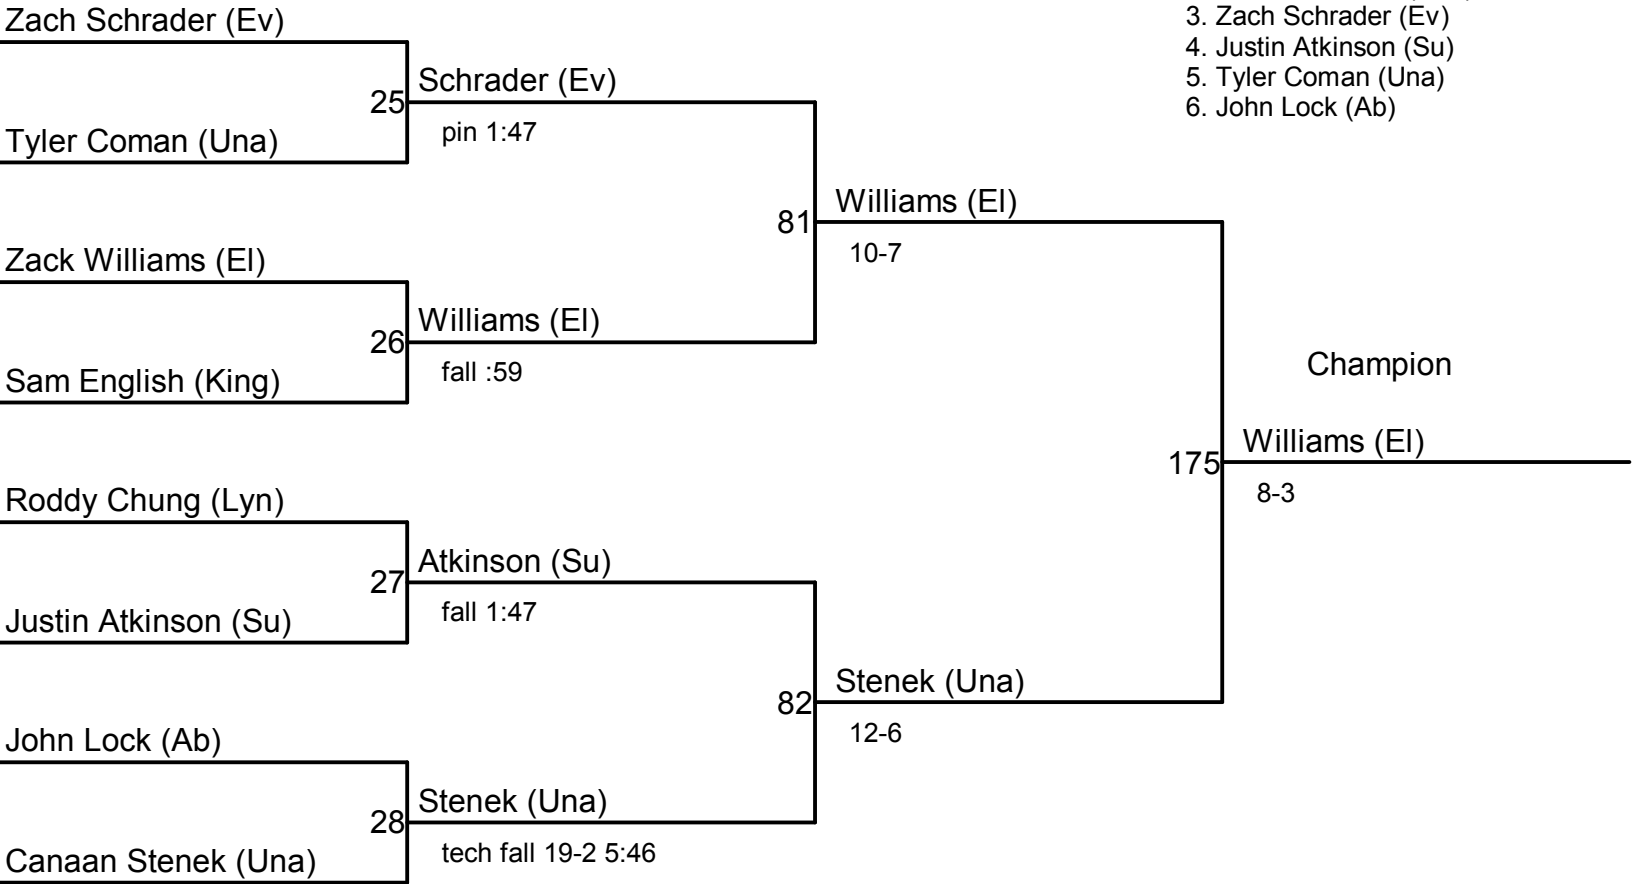 Zach Schrader (Ev)
3. Zach Schrader (Ev)
4. Justin Atkinson (Su)
5. Tyler Coman (Una)
6. John Lock (Ab)
Schrader (Ev)
25
pin 1:47
Tyler Coman (Una)
Williams (El)
81
10-7
Zack Williams (El)
Williams (El)
26
fall :59
Sam English (King)
Champion
Williams (El)
175
8-3
Roddy Chung (Lyn)
Atkinson (Su)
27
fall 1:47
Justin Atkinson (Su)
Stenek (Una)
82
12-6
John Lock (Ab)
Stenek (Una)
28
tech fall 19-2 5:46
Canaan Stenek (Una)